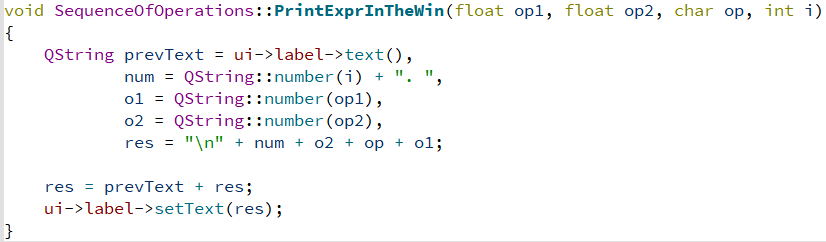 void SequenceOfOperations::PrintExprInTheWin(float op1, float op2, char op, int i)
{
    QString prevText = ui->label->text(),
            num = QString::number(i) + ". ",
            o1 = QString::number(op1),
            o2 = QString::number(op2),
            res = "\n" + num + o2 + op + o1;

    res = prevText + res;
    ui->label->setText(res);
}